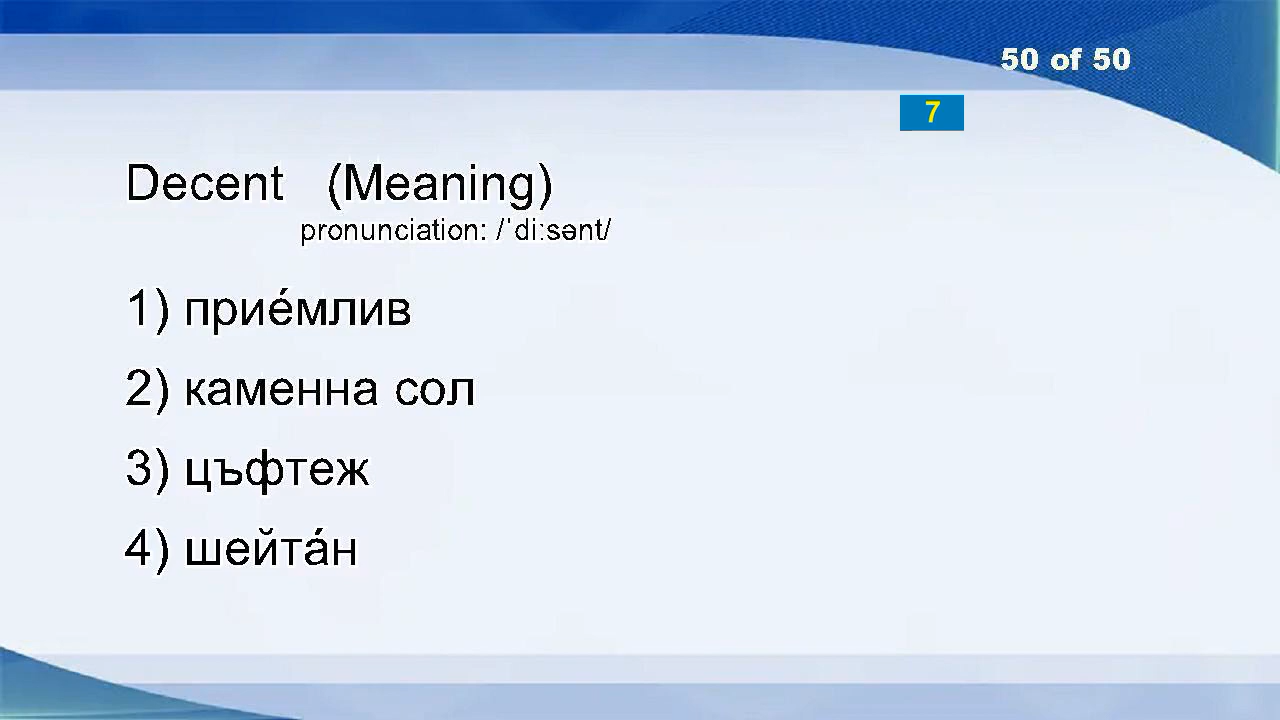 50 of 50
7
Decent (Meaning)
pronunciation: /ˈdiːsənt/
1) прие́млив
2) каменна сол
3) цъфтеж
4) шейта́н